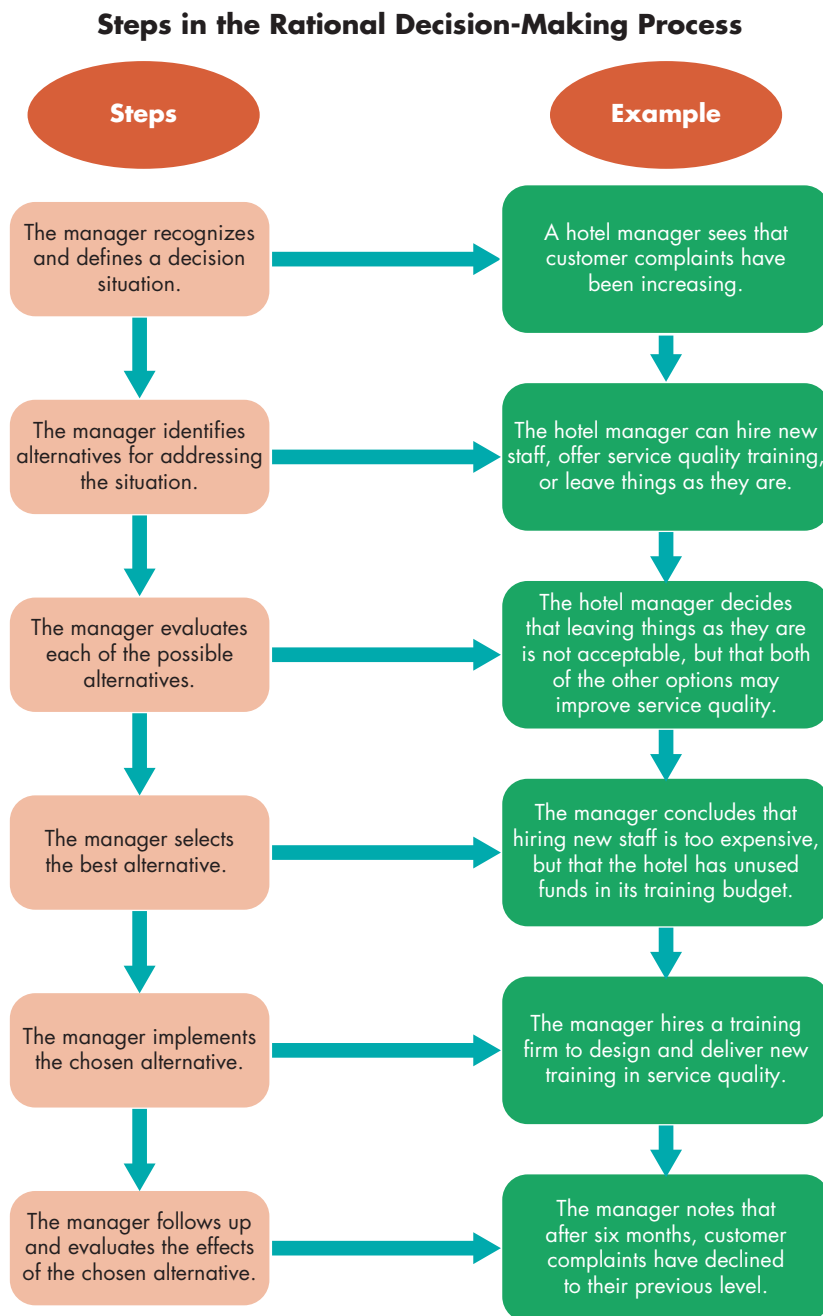 Steps in the Rational Decision-Making Process
Steps
Example
The manager recognizes
and defines a decision
situation.
A hotel manager sees that
customer complaints have
been increasing.
The manager identifies
alternatives for addressing
the situation.
The hotel manager can hire new
staff, offer service quality training,
or leave things as they are.
The manager evaluates
each of the possible
alternatives.
The hotel manager decides
that leaving things as they are
is not acceptable, but that both
of the other options may
improve service quality.
The manager selects
the best alternative.
The manager concludes that
hiring new staff is too expensive,
but that the hotel has unused
funds in its training budget.
The manager implements
the chosen alternative.
The manager hires a training
firm to design and deliver new
training in service quality.
The manager follows up
and evaluates the effects
of the chosen alternative.
The manager notes that
after six months, customer
complaints have declined
to their previous level.